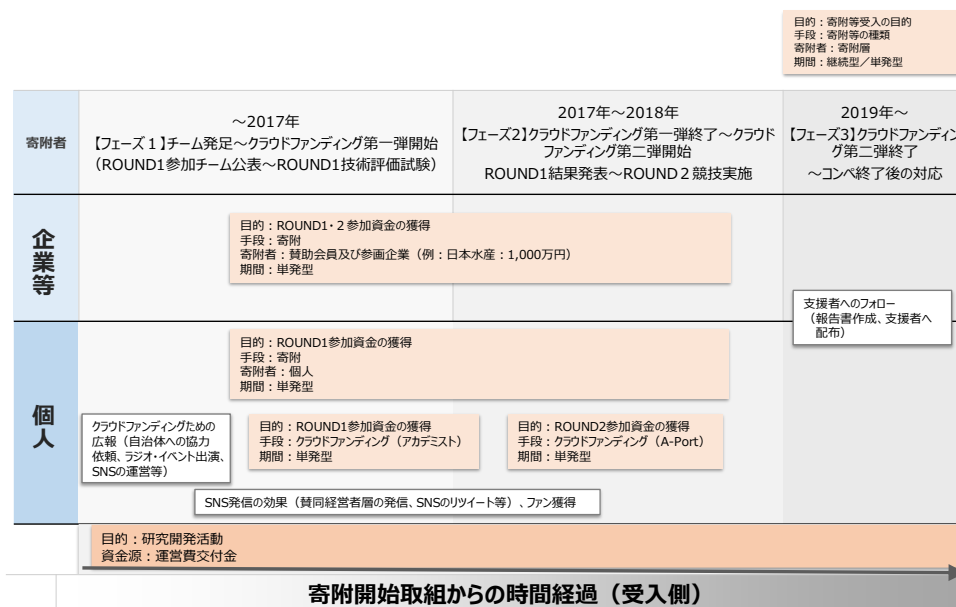 目的：寄附等受入の目的
手段：寄附等の種類
寄附者：寄附層
期間：継続型／単発型
寄附者
～2017年
【フェーズ１】チーム発足～クラウドファンディング第一弾開始
（ROUND1参加チーム公表～ROUND1技術評価試験）
2017年～2018年
【フェーズ2】クラウドファンディング第一弾終了～クラウド
ファンディング第二弾開始
ROUND1結果発表～ROUND２競技実施
2019年～
【フェーズ3】クラウドファンディン
グ第二弾終了
～コンペ終了後の対応
企業等
目的：ROUND1・２参加資金の獲得
手段：寄附
寄附者：賛助会員及び参画企業（例：日本水産：1,000万円）
期間：単発型
支援者へのフォロー
（報告書作成、支援者へ
配布）
個人
目的：ROUND1参加資金の獲得
手段：寄附
寄附者：個人
期間：単発型
クラウドファンディングための
広報（自治体への協力
依頼、ラジオ・イベント出演、
SNSの運営等）
目的：ROUND1参加資金の獲得
手段：クラウドファンディング（アカデミスト）
期間：単発型
目的：ROUND2参加資金の獲得
手段：クラウドファンディング（A-Port）
期間：単発型
SNS発信の効果（賛同経営者層の発信、SNSのリツイート等）、ファン獲得
目的：研究開発活動
資金源：運営費交付金
寄附開始取組からの時間経過（受入側）